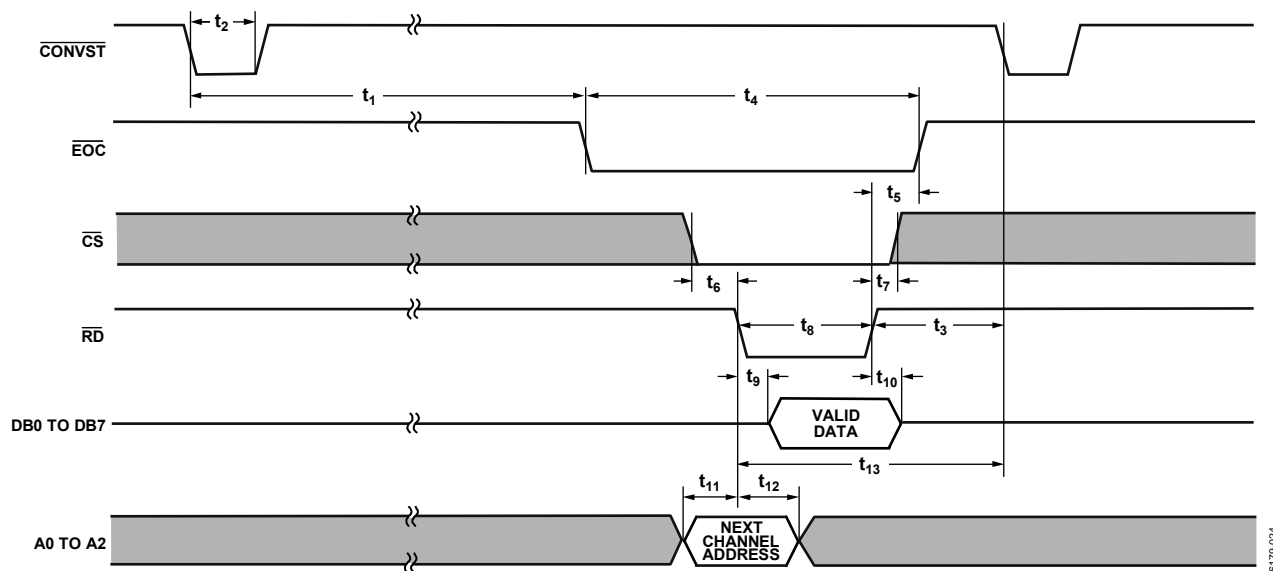 t2
CONVST
t1
t4
EOC
t5
CS
t6
t7
RD
t8
t3
t9
t10
DB0 TO DB7
VALID
DATA
t13
t11
t12
A0 TO A2
NEXT
CHANNEL
ADDRESS